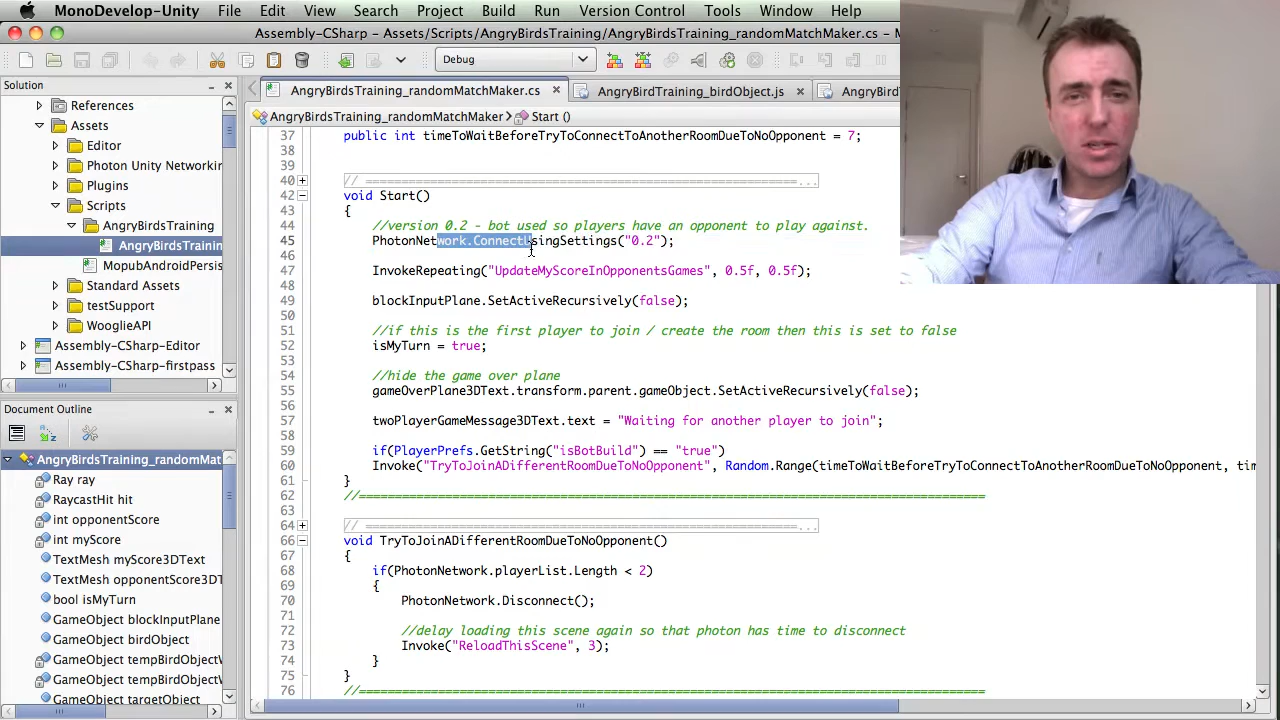 MonoDevelop-Unity File Edit View Search Project Build Run Version Control Tools Window Help
Assembly-CSharp - Assets/Scripts/AngryBirdsTraining/AngryBirdsTraining_randomMatchMaker.cs - M
Debug
Solution
References
Assets
Editor
Photon Unity Networkin
Plugins
Scripts
AngryBirdsTraining
AngryBirdsTrainin
MopubAndroidPersis
Standard Assets
testSupport
WooglieAPI
Assembly-CSharp-Editor
Assembly-CSharp-firstpass
Document Outline
AngryBirdsTraining_randomMat
Ray ray
RaycastHit hit
int opponentScore
int myScore
TextMesh myScore3DText
TextMesh opponentScore3DT
bool isMyTurn
GameObject blockInputPlane
GameObject birdObject
GameObject tempBirdObjectW
GameObject tempBirdObjectW
GameObject targetObject
AngryBirdsTraining_randomMatchMaker.cs AngryBirdTraining_birdObject.js AngryBirdT
AngryBirdsTraining_randomMatchMaker Start ()
37 public int timeToWaitBeforeTryToConnectToAnotherRoomDueToNoOpponent = 7;
38
39
40 // ============================================================...
42 void Start()
43 {
44 //version 0.2 - bot used so players have an opponent to play against.
45 PhotonNetwork.ConnectUsingSettings("0.2");
46
47 InvokeRepeating("UpdateMyScoreInOpponentsGames", 0.5f, 0.5f);
48
49 blockInputPlane.SetActiveRecursively(false);
50
51 //if this is the first player to join / create the room then this is set to false
52 isMyTurn = true;
53
54 //hide the game over plane
55 gameOverPlane3DText.transform.parent.gameObject.SetActiveRecursively(false);
56
57 twoPlayerGameMessage3DText.text = "Waiting for another player to join";
58
59 if(PlayerPrefs.GetString("isBotBuild") == "true")
60 Invoke("TryToJoinADifferentRoomDueToNoOpponent", Random.Range(timeToWaitBeforeTryToConnectToAnotherRoomDueToNoOpponent, tim
61 }
62 //=======================================================================================
63
64 // ============================================================...
66 void TryToJoinADifferentRoomDueToNoOpponent()
67 {
68 if(PhotonNetwork.playerList.Length < 2)
69 {
70 PhotonNetwork.Disconnect();
71
72 //delay loading this scene again so that photon has time to disconnect
73 Invoke("ReloadThisScene", 3);
74 }
75 }
76 //=======================================================================================